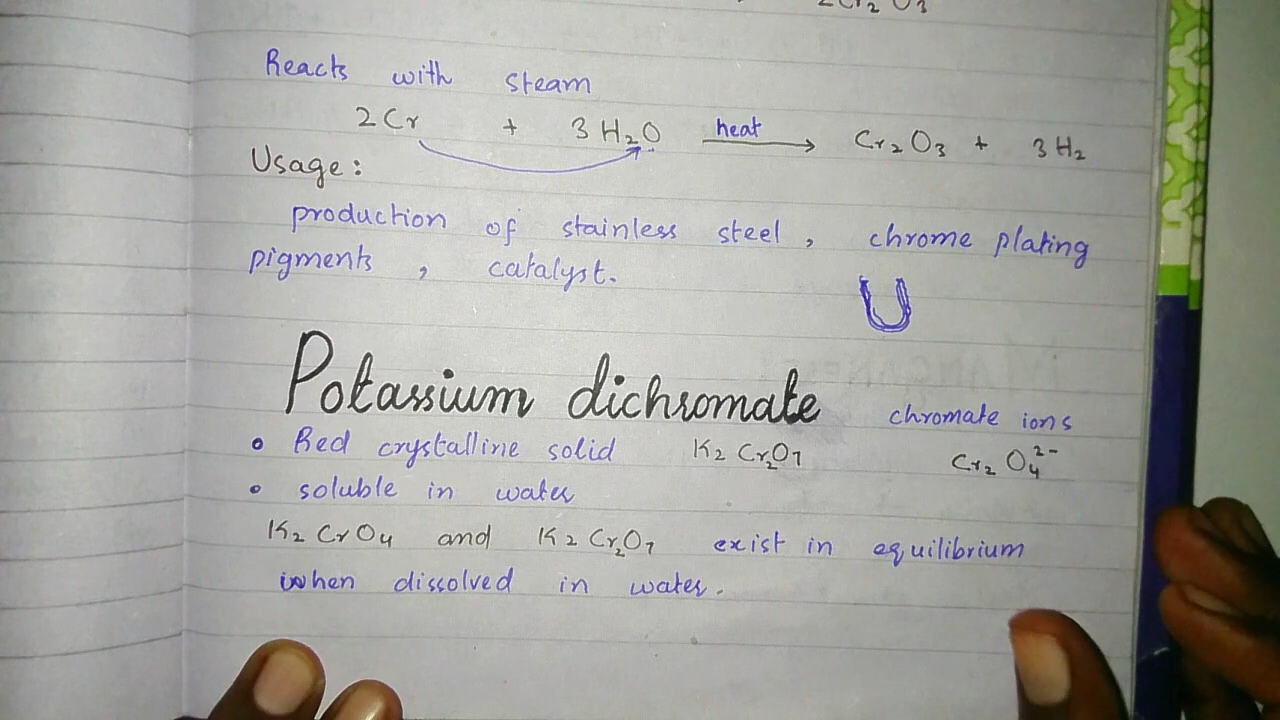 2Cr2O3
Reacts with steam
2Cr + 3H2O heat → Cr2O3 + 3H2
Usage:
production of stainless steel, chrome plating
pigments, catalyst.
U
Potassium dichromate chromate ions
• Red crystalline solid K2Cr2O7 Cr2O4^2-
• soluble in water
K2CrO4 and K2Cr2O7 exist in equilibrium
when dissolved in water.